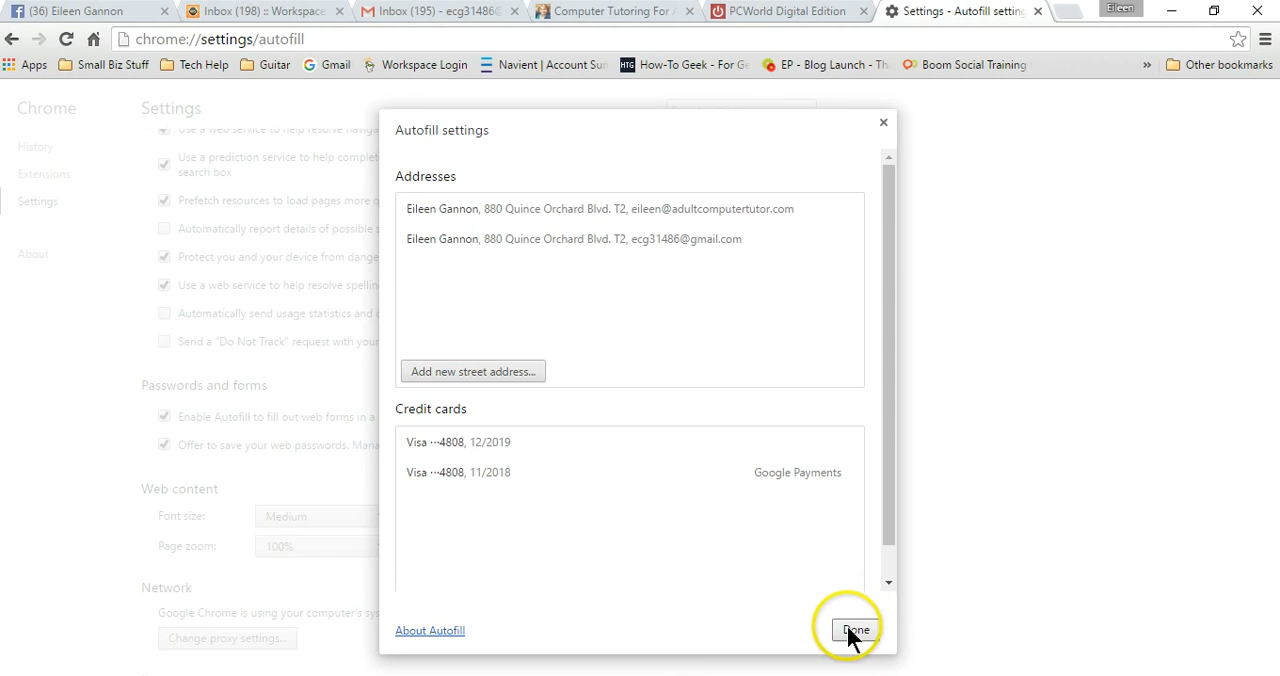 (36) Eileen Gannon
Inbox (198) :: Workspace
Inbox (195) - ecg31486@
Computer Tutoring For A
PCWorld Digital Edition
Settings - Autofill setting
Eileen
chrome://settings/autofill
Apps
Small Biz Stuff
Tech Help
Guitar
Gmail
Workspace Login
Navient | Account Sum
HTG How-To Geek - For Ge
EP - Blog Launch - Th
Boom Social Training
»
Other bookmarks
Chrome
History
Extensions
Settings
About
Settings
Use a web service to help resolve naviga
Use a prediction service to help complet
search box
Prefetch resources to load pages more q
Automatically report details of possible s
Protect you and your device from dange
Use a web service to help resolve spellin
Automatically send usage statistics and c
Send a "Do Not Track" request with your
Passwords and forms
Enable Autofill to fill out web forms in a
Offer to save your web passwords. Mana
Web content
Font size: Medium
Page zoom: 100%
Network
Google Chrome is using your computer's sys
Change proxy settings...
Autofill settings
Addresses
Eileen Gannon, 880 Quince Orchard Blvd. T2, eileen@adultcomputertutor.com
Eileen Gannon, 880 Quince Orchard Blvd. T2, ecg31486@gmail.com
Add new street address...
Credit cards
Visa ···4808, 12/2019
Visa ···4808, 11/2018 Google Payments
About Autofill
Done